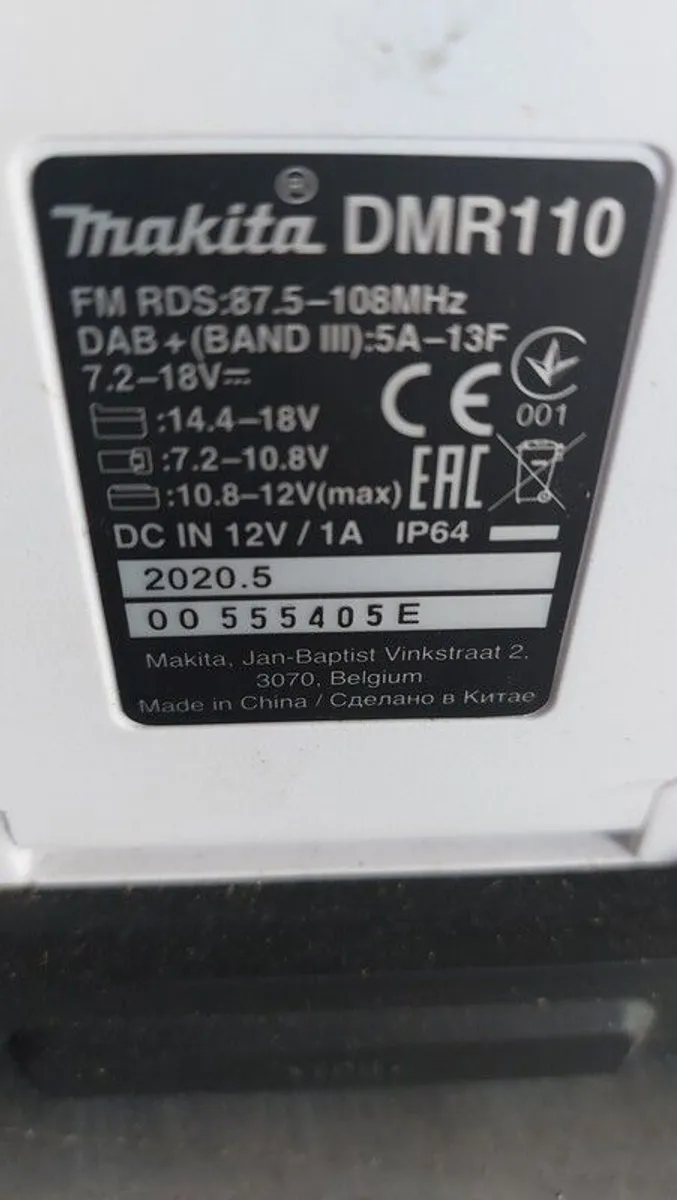 makita® DMR110
FM RDS:87.5–108MHz
DAB+(BAND III):5A–13F
7.2–18V
:14.4–18V
CE
001
:7.2–10.8V
EAC
:10.8–12V(max)
DC IN 12V / 1A IP64
2020.5
00 555405E
Makita, Jan-Baptist Vinkstraat 2,
3070, Belgium
Made in China / Сделано в Китае